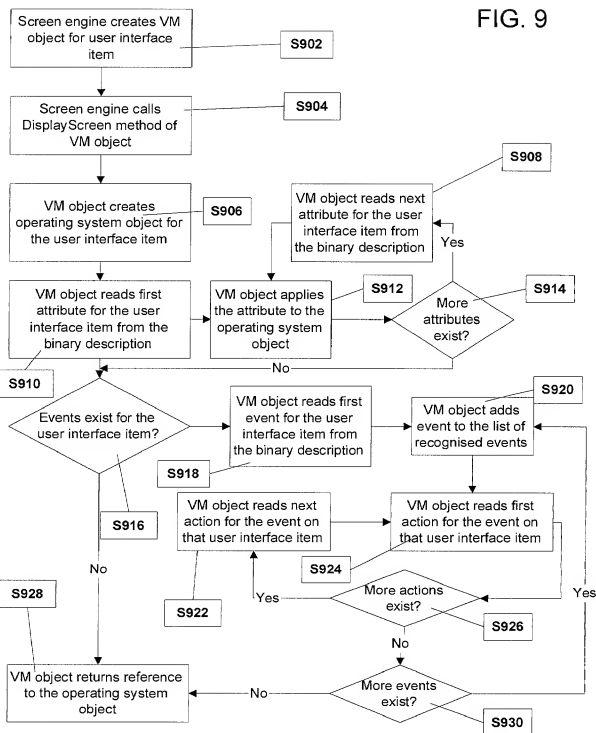 FIG. 9
Screen engine creates VM
object for user interface
item
S902
Screen engine calls
DisplayScreen method of
VM object
S904
VM object creates
operating system object for
the user interface item
S906
VM object reads next
attribute for the user
interface item from
the binary description
S908
Yes
VM object reads first
attribute for the user
interface item from the
binary description
S910
VM object applies
the attribute to the
operating system
object
S912
More
attributes
exist?
S914
No
Events exist for the
user interface item?
S916
VM object reads first
event for the user
interface item from
the binary description
S918
VM object adds
event to the list of
recognised events
S920
VM object reads next
action for the event on
that user interface item
S922
VM object reads first
action for the event on
that user interface item
S924
No
Yes
More actions
exist?
S926
Yes
No
S928
VM object returns reference
to the operating system
object
No
More events
exist?
S930